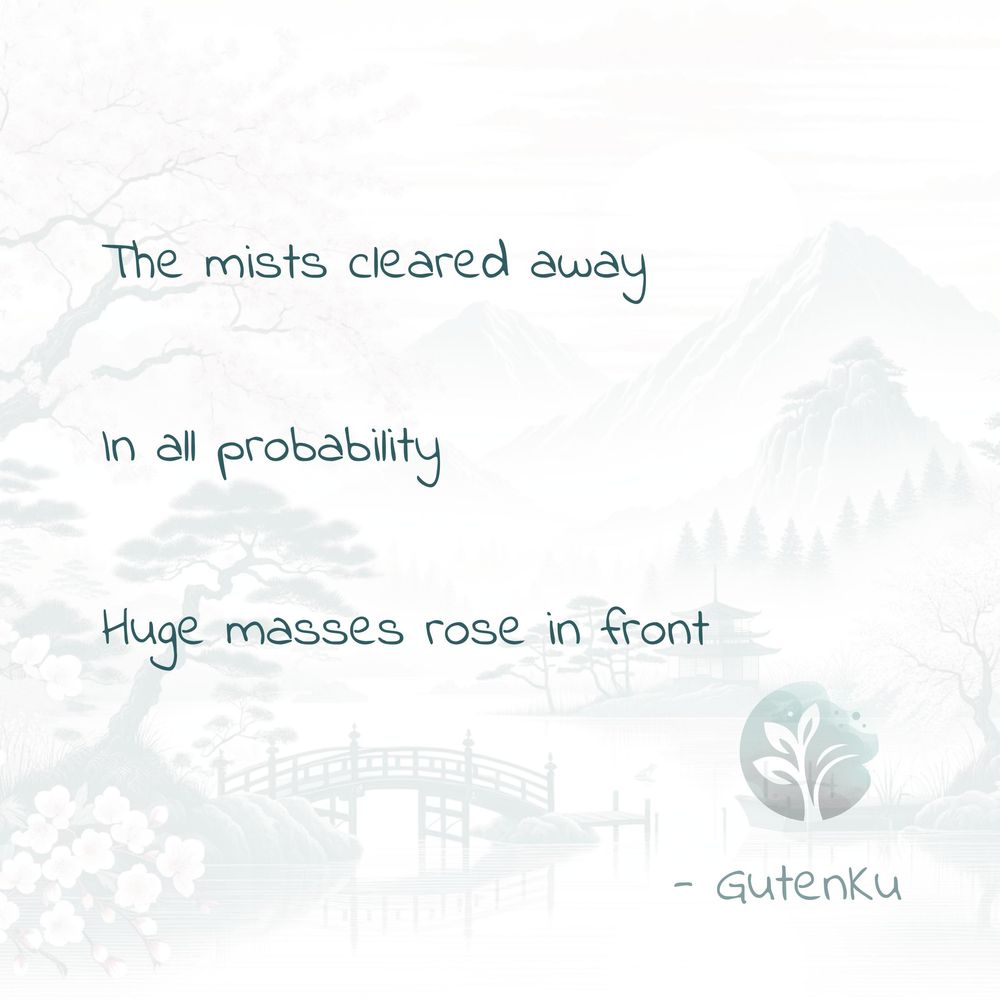 The mists cleared away
In all probability
Huge masses rose in front
- GutenKu